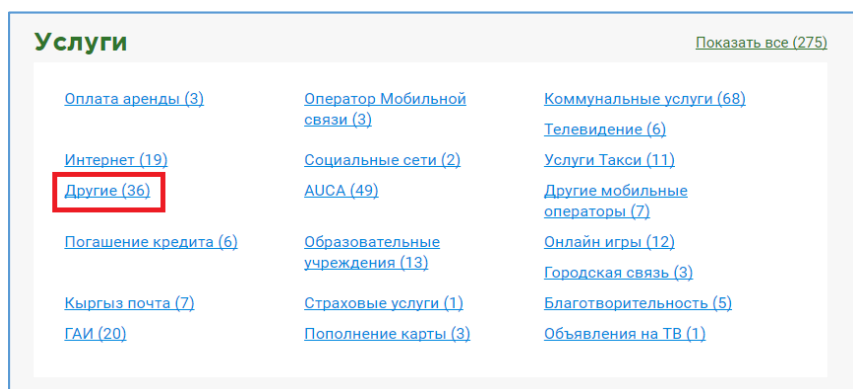 Услуги
Показать все (275)
Оплата аренды (3)
Оператор Мобильной
связи (3)
Коммунальные услуги (68)
Телевидение (6)
Интернет (19)
Социальные сети (2)
Услуги Такси (11)
Другие (36)
AUCA (49)
Другие мобильные
операторы (7)
Погашение кредита (6)
Образовательные
учреждения (13)
Онлайн игры (12)
Городская связь (3)
Кыргыз почта (7)
Страховые услуги (1)
Благотворительность (5)
ГАИ (20)
Пополнение карты (3)
Объявления на ТВ (1)